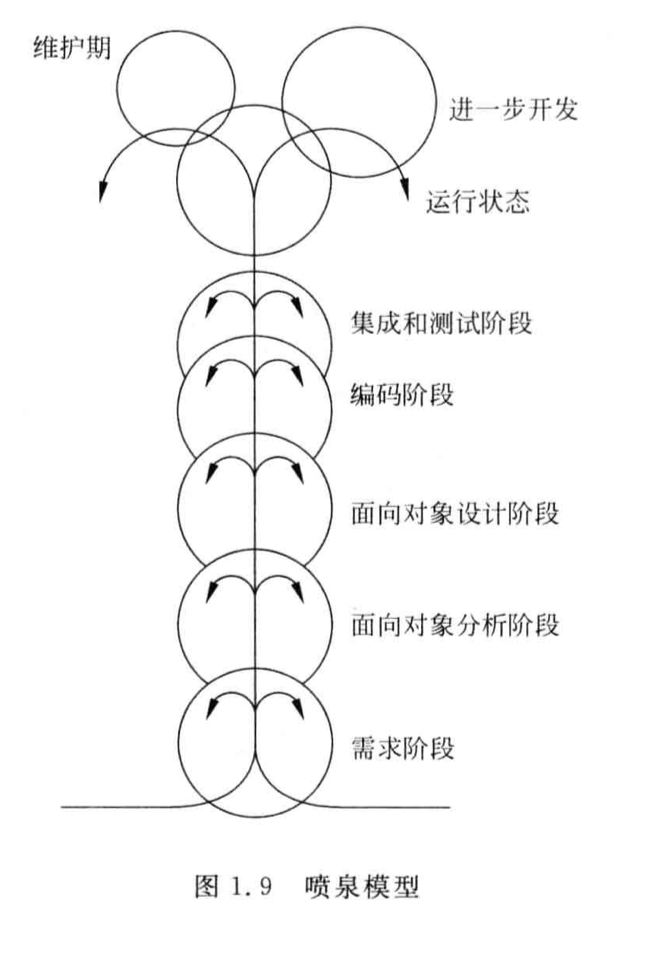 维护期
进一步开发
运行状态
集成和测试阶段
编码阶段
面向对象设计阶段
面向对象分析阶段
需求阶段
图 1.9 喷泉模型